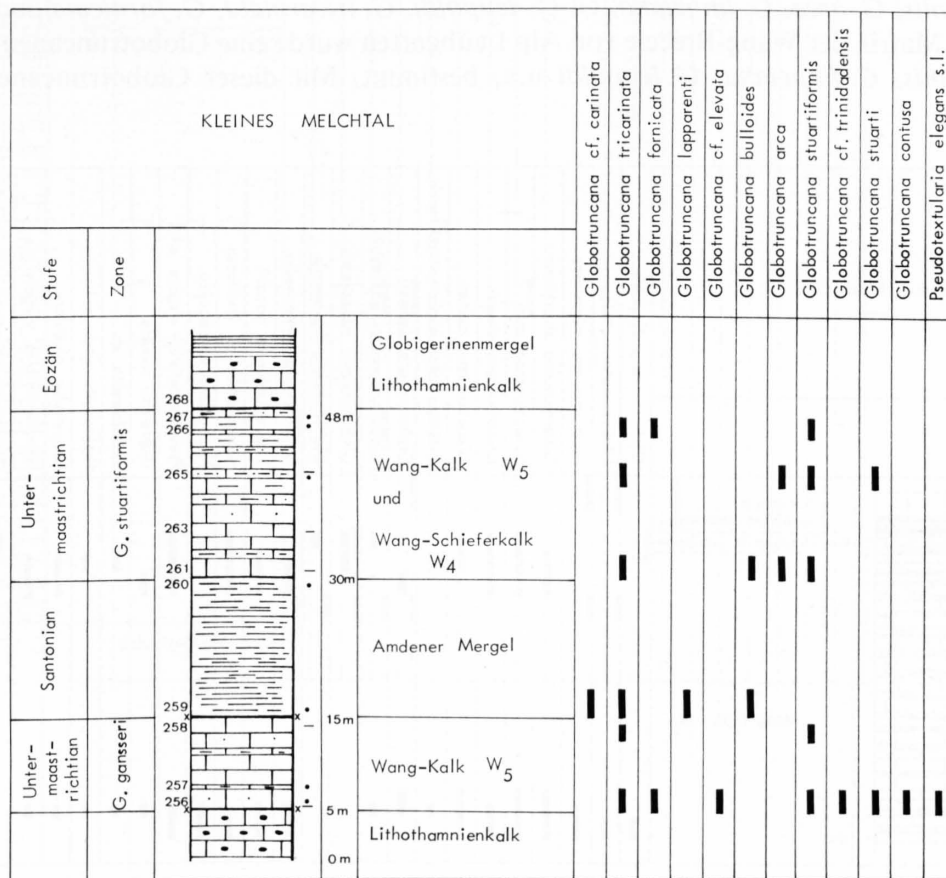 KLEINES MELCHTAL
Stufe
Zone
Globotruncana cf. carinata
Globotruncana tricarinata
Globotruncana fornicata
Globotruncana lapparenti
Globotruncana cf. elevata
Globotruncana bulloides
Globotruncana arca
Globotruncana stuartiformis
Globotruncana cf. trinidadensis
Globotruncana stuarti
Globotruncana contusa
Pseudotextularia elegans s.l.
Eozän
Globigerinenmergel
Lithothamnienkalk
268
Unter-
maastrichtian
G. stuartiformis
267
266
265
263
261
48m
Wang-Kalk W5
und
Wang-Schieferkalk
W4
30m
Santonian
260
259
Amdener Mergel
x x
15m
Unter-
maast-
richtian
G. gansseri
258
257
256
Wang-Kalk W5
x x
5m
Lithothamnienkalk
0m